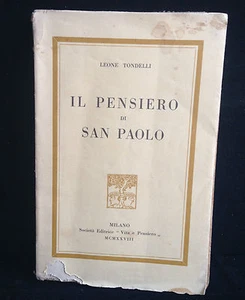 LEONE TONDELLI
IL PENSIERO
DI
SAN PAOLO
MILANO
Società Editrice “Vita e Pensiero„
MCMXXVIII